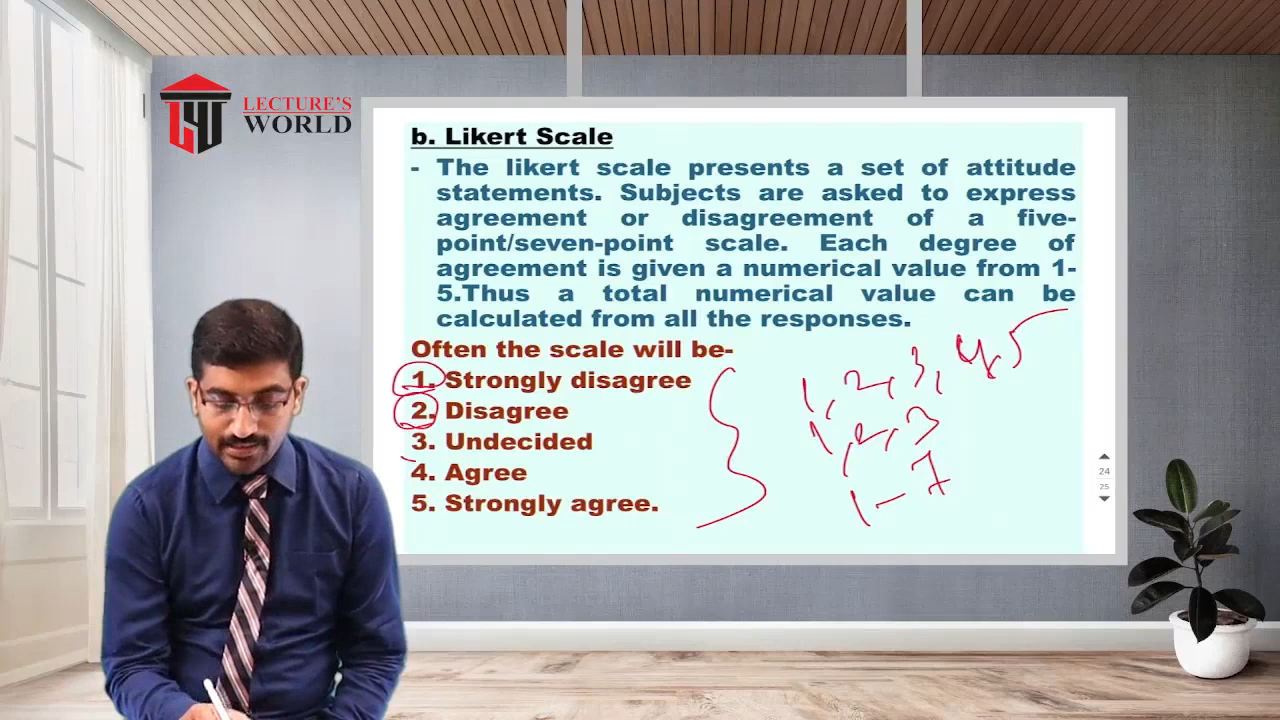 LECTURE'S
WORLD
b. Likert Scale
- The likert scale presents a set of attitude
statements. Subjects are asked to express
agreement or disagreement of a five-
point/seven-point scale. Each degree of
agreement is given a numerical value from 1-
5.Thus a total numerical value can be
calculated from all the responses.
Often the scale will be-
1. Strongly disagree
2. Disagree
3. Undecided
4. Agree
5. Strongly agree.
1, 2, 3, 4, 5
1, 2, 3
1 - 7
24
25